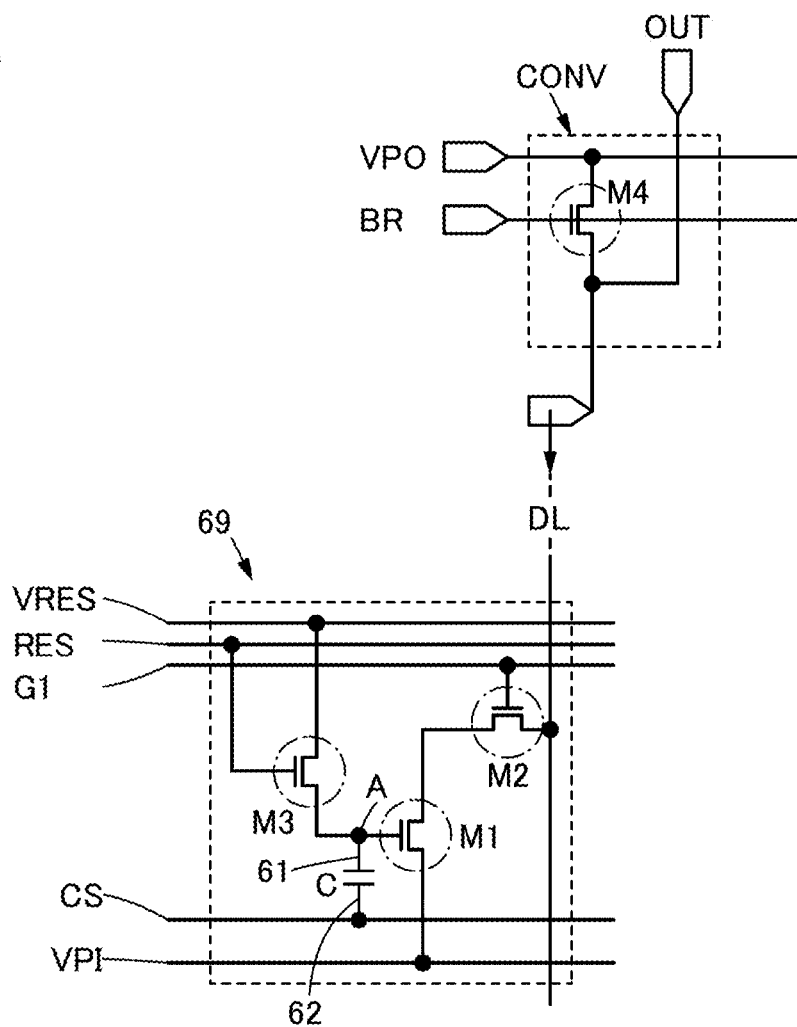 OUT
CONV
VPO
M4
BR
DL
69
VRES
RES
G1
M2
A
M3
M1
61
C
CS
VPI
62